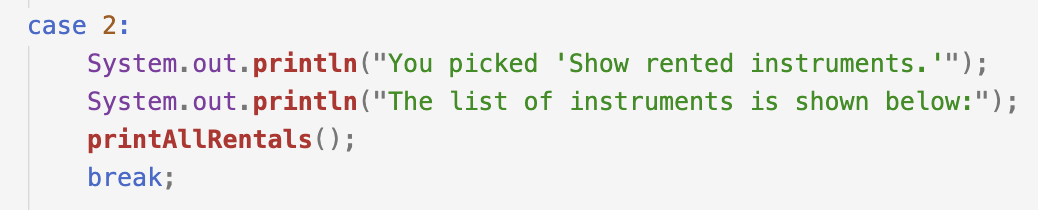 case 2:
    System.out.println("You picked 'Show rented instruments.'");
    System.out.println("The list of instruments is shown below:");
    printAllRentals();
    break;